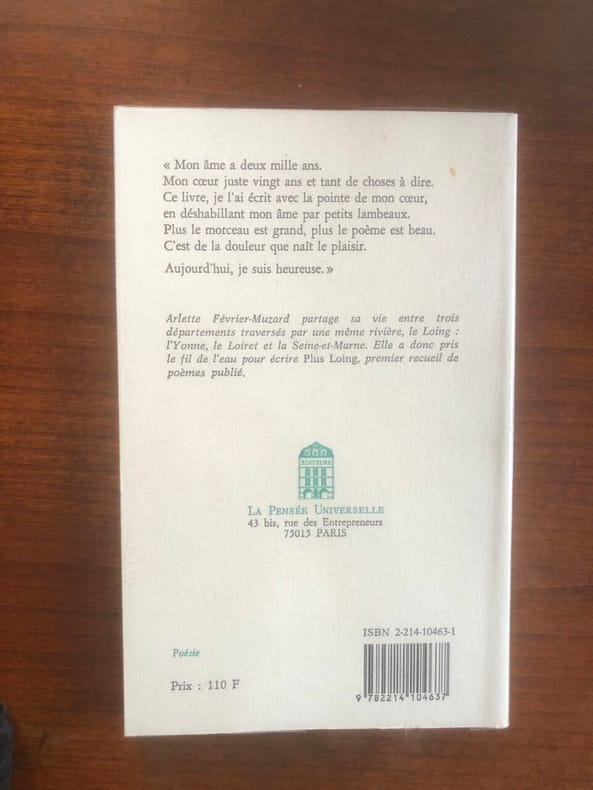 « Mon âme a deux mille ans.
Mon cœur juste vingt ans et tant de choses à dire.
Ce livre, je l'ai écrit avec la pointe de mon cœur,
en déshabillant mon âme par petits lambeaux.
Plus le morceau est grand, plus le poème est beau.
C'est de la douleur que naît le plaisir.
Aujourd'hui, je suis heureuse. »
Arlette Février-Muzard partage sa vie entre trois
départements traversés par une même rivière, le Loing :
l'Yonne, le Loiret et la Seine-et-Marne. Elle a donc pris
le fil de l'eau pour écrire Plus Loing, premier recueil de
poèmes publié.
EDITEURS
LA PENSÉE UNIVERSELLE
43 bis, rue des Entrepreneurs
75015 PARIS
ISBN 2-214-10463-1
Poésie
Prix : 110 F
9 782214 104637